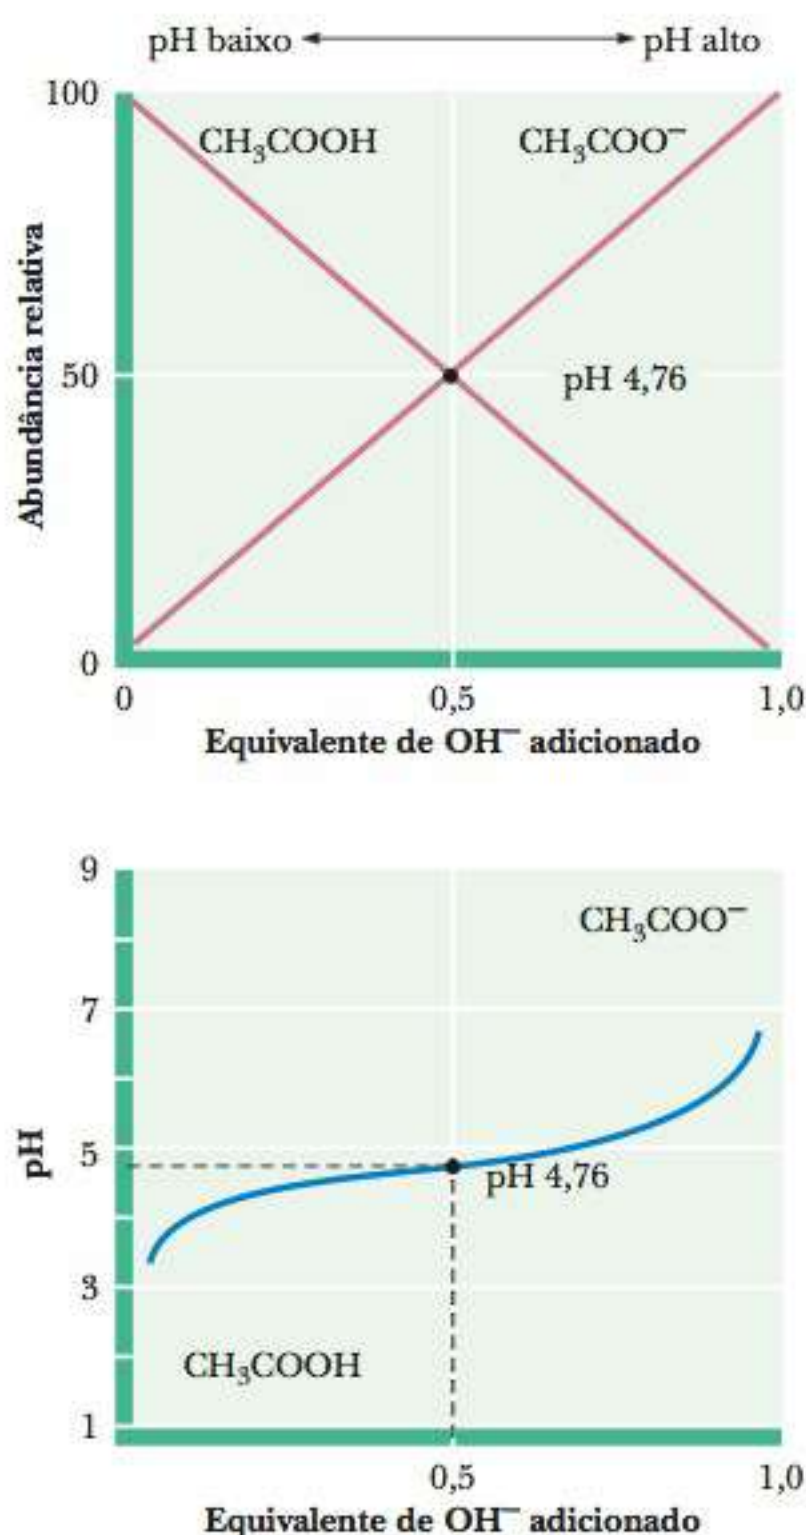 pH baixo ⟷ pH alto
100
CH₃COOH
CH₃COO⁻
Abundância relativa
50
pH 4,76
0
0 0,5 1,0
Equivalente de OH⁻ adicionado
9
CH₃COO⁻
7
pH
5
pH 4,76
3
CH₃COOH
1
0,5 1,0
Equivalente de OH⁻ adicionado